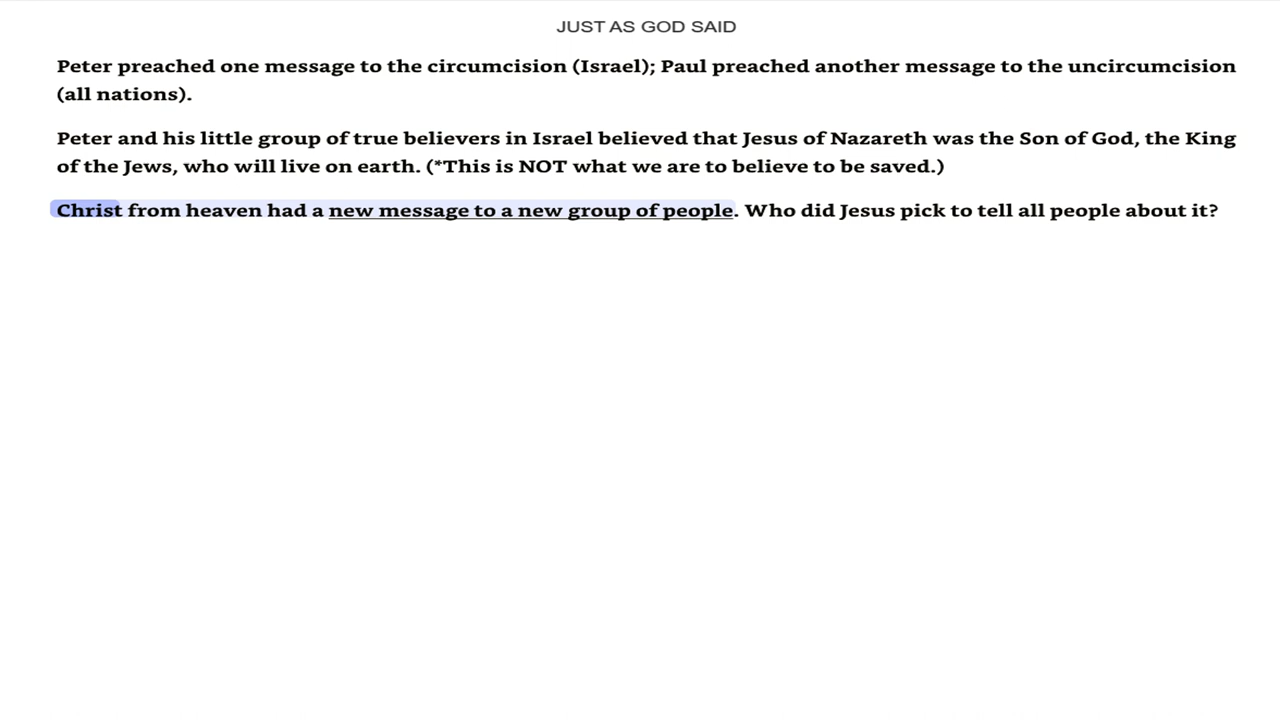 JUST AS GOD SAID
Peter preached one message to the circumcision (Israel); Paul preached another message to the uncircumcision
(all nations).
Peter and his little group of true believers in Israel believed that Jesus of Nazareth was the Son of God, the King
of the Jews, who will live on earth. (*This is NOT what we are to believe to be saved.)
Christ from heaven had a new message to a new group of people. Who did Jesus pick to tell all people about it?